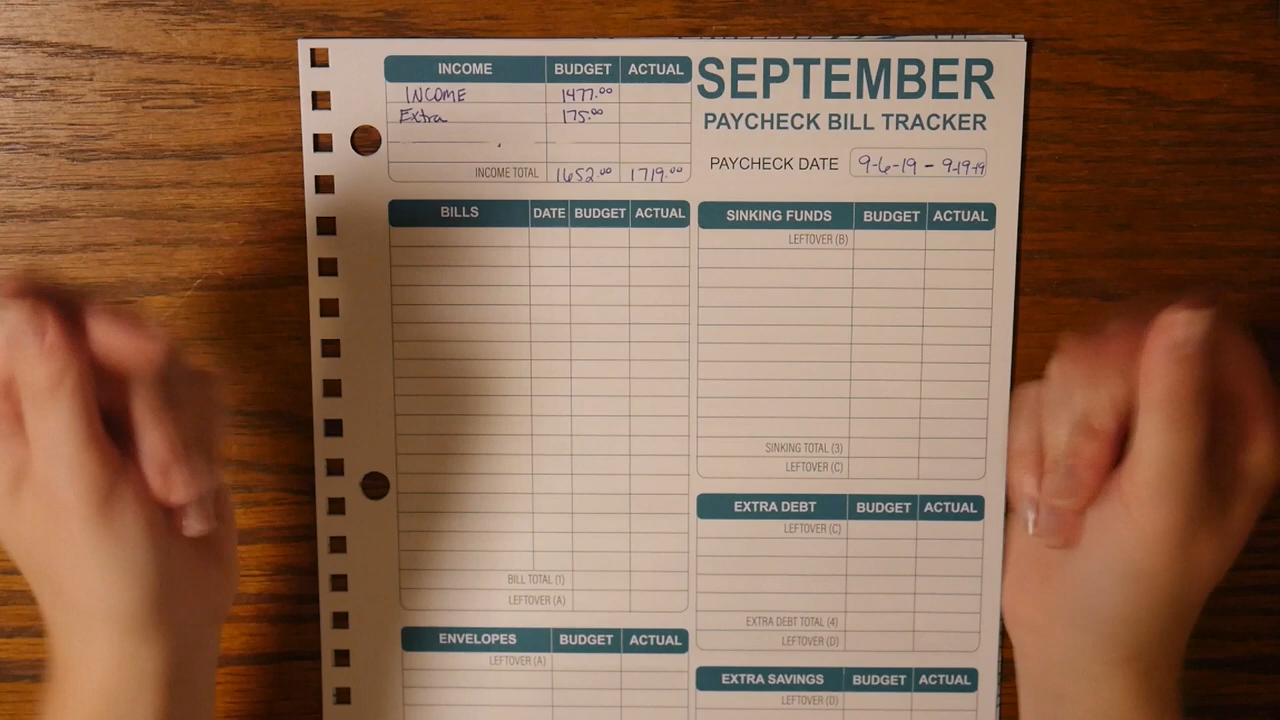 INCOME BUDGET ACTUAL
INCOME 1477.00
Extra 175.00
INCOME TOTAL 1652.00 1719.00
SEPTEMBER
PAYCHECK BILL TRACKER
PAYCHECK DATE 9-6-19 - 9-19-19
BILLS DATE BUDGET ACTUAL
BILL TOTAL (1)
LEFTOVER (A)
ENVELOPES BUDGET ACTUAL
LEFTOVER (A)
SINKING FUNDS BUDGET ACTUAL
LEFTOVER (B)
SINKING TOTAL (3)
LEFTOVER (C)
EXTRA DEBT BUDGET ACTUAL
LEFTOVER (C)
EXTRA DEBT TOTAL (4)
LEFTOVER (D)
EXTRA SAVINGS BUDGET ACTUAL
LEFTOVER (D)